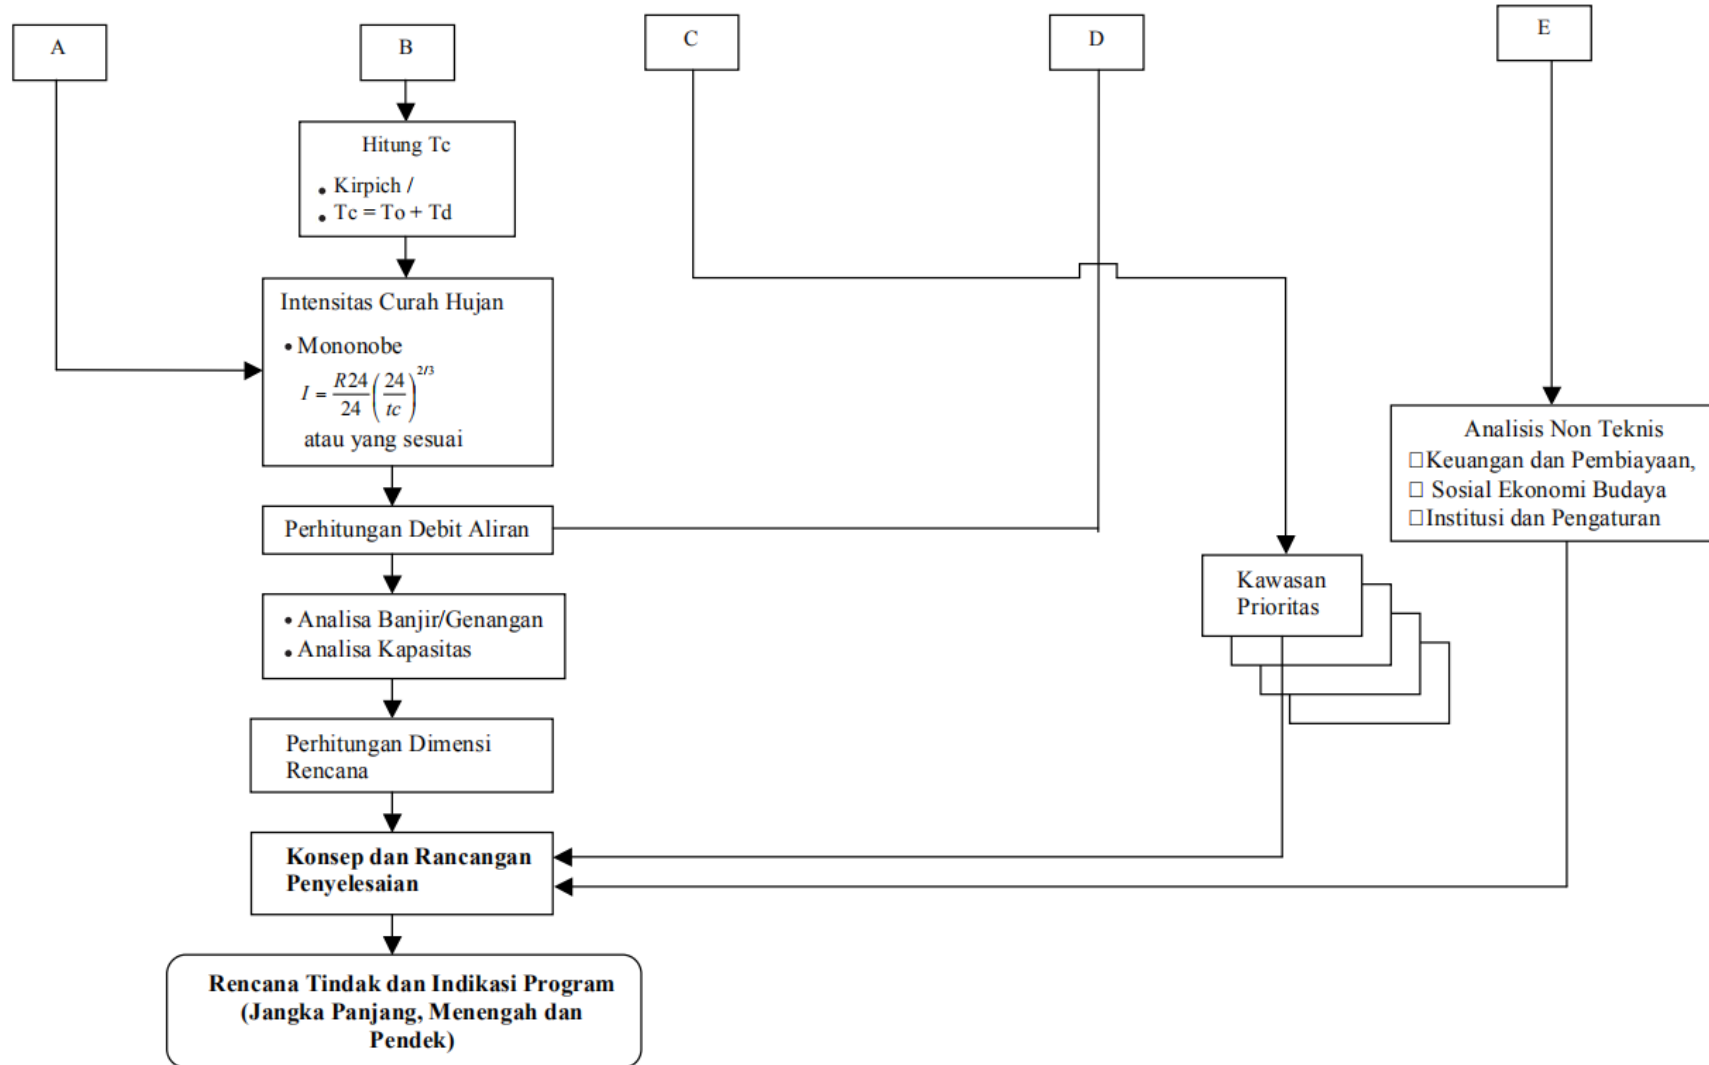 A
B
C
D
E
Hitung Tc
• Kirpich /
• Tc = To + Td
Intensitas Curah Hujan
• Mononobe
I = R24/24 (24/tc)^2/3
atau yang sesuai
Perhitungan Debit Aliran
• Analisa Banjir/Genangan
• Analisa Kapasitas
Perhitungan Dimensi
Rencana
Konsep dan Rancangan
Penyelesaian
Rencana Tindak dan Indikasi Program
(Jangka Panjang, Menengah dan
Pendek)
Kawasan
Prioritas
Analisis Non Teknis
□Keuangan dan Pembiayaan,
□ Sosial Ekonomi Budaya
□Institusi dan Pengaturan